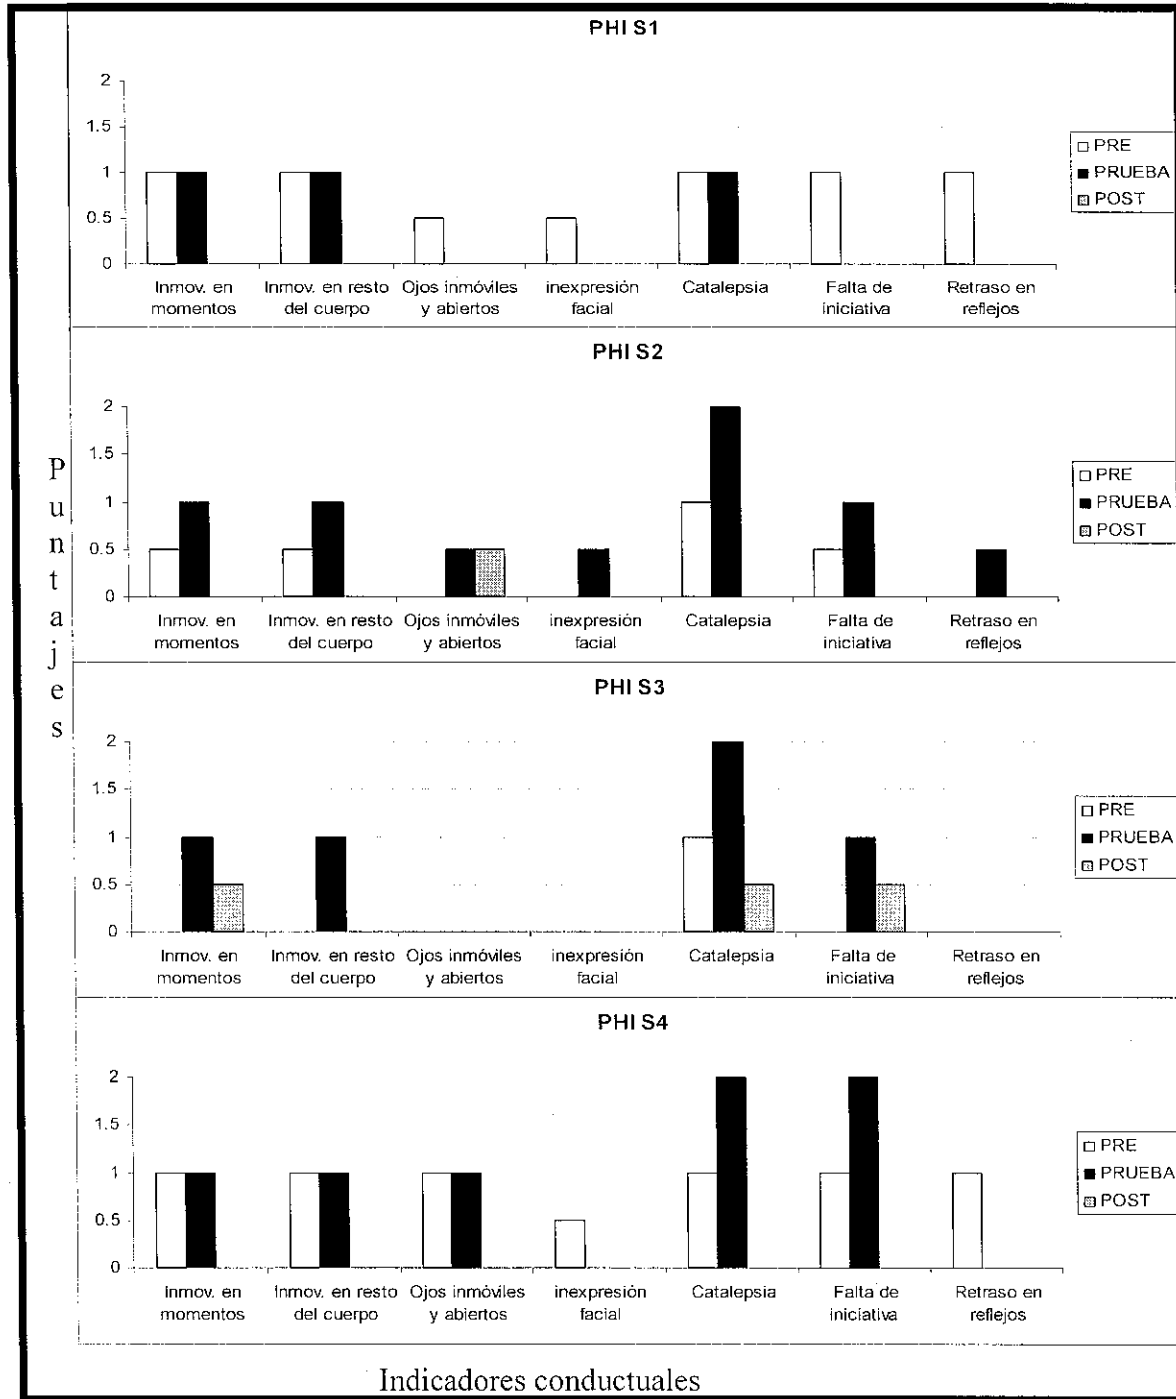 PHI S1
2
1.5
1
0.5
0
Inmov. en momentos
Inmov. en resto del cuerpo
Ojos inmóviles y abiertos
inexpresión facial
Catalepsia
Falta de iniciativa
Retraso en reflejos
PRE
PRUEBA
POST
PHI S2
2
1.5
1
0.5
0
Inmov. en momentos
Inmov. en resto del cuerpo
Ojos inmóviles y abiertos
inexpresión facial
Catalepsia
Falta de iniciativa
Retraso en reflejos
PRE
PRUEBA
POST
Puntajes
PHI S3
2
1.5
1
0.5
0
Inmov. en momentos
Inmov. en resto del cuerpo
Ojos inmóviles y abiertos
inexpresión facial
Catalepsia
Falta de iniciativa
Retraso en reflejos
PRE
PRUEBA
POST
PHI S4
2
1.5
1
0.5
0
Inmov. en momentos
Inmov. en resto del cuerpo
Ojos inmóviles y abiertos
inexpresión facial
Catalepsia
Falta de iniciativa
Retraso en reflejos
PRE
PRUEBA
POST
Indicadores conductuales